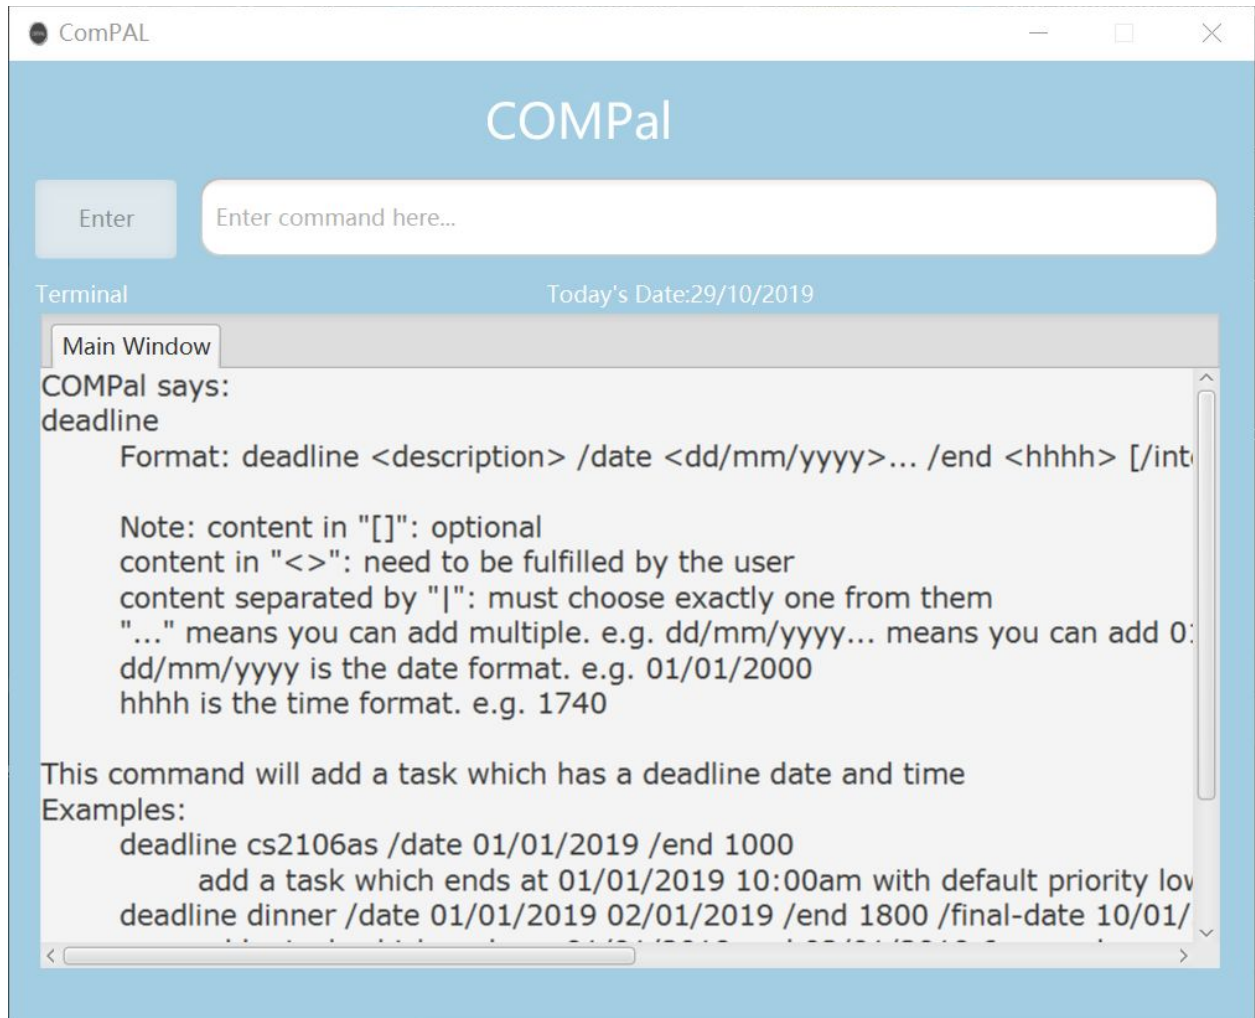 ComPAL
COMPal
Enter
Enter command here...
Terminal
Today's Date:29/10/2019
Main Window
COMPal says:
deadline
Format: deadline <description> /date <dd/mm/yyyy>... /end <hhhh> [/int
Note: content in "[]": optional
content in "<>": need to be fulfilled by the user
content separated by "|": must choose exactly one from them
"..." means you can add multiple. e.g. dd/mm/yyyy... means you can add 0
dd/mm/yyyy is the date format. e.g. 01/01/2000
hhhh is the time format. e.g. 1740
This command will add a task which has a deadline date and time
Examples:
deadline cs2106as /date 01/01/2019 /end 1000
add a task which ends at 01/01/2019 10:00am with default priority low
deadline dinner /date 01/01/2019 02/01/2019 /end 1800 /final-date 10/01/